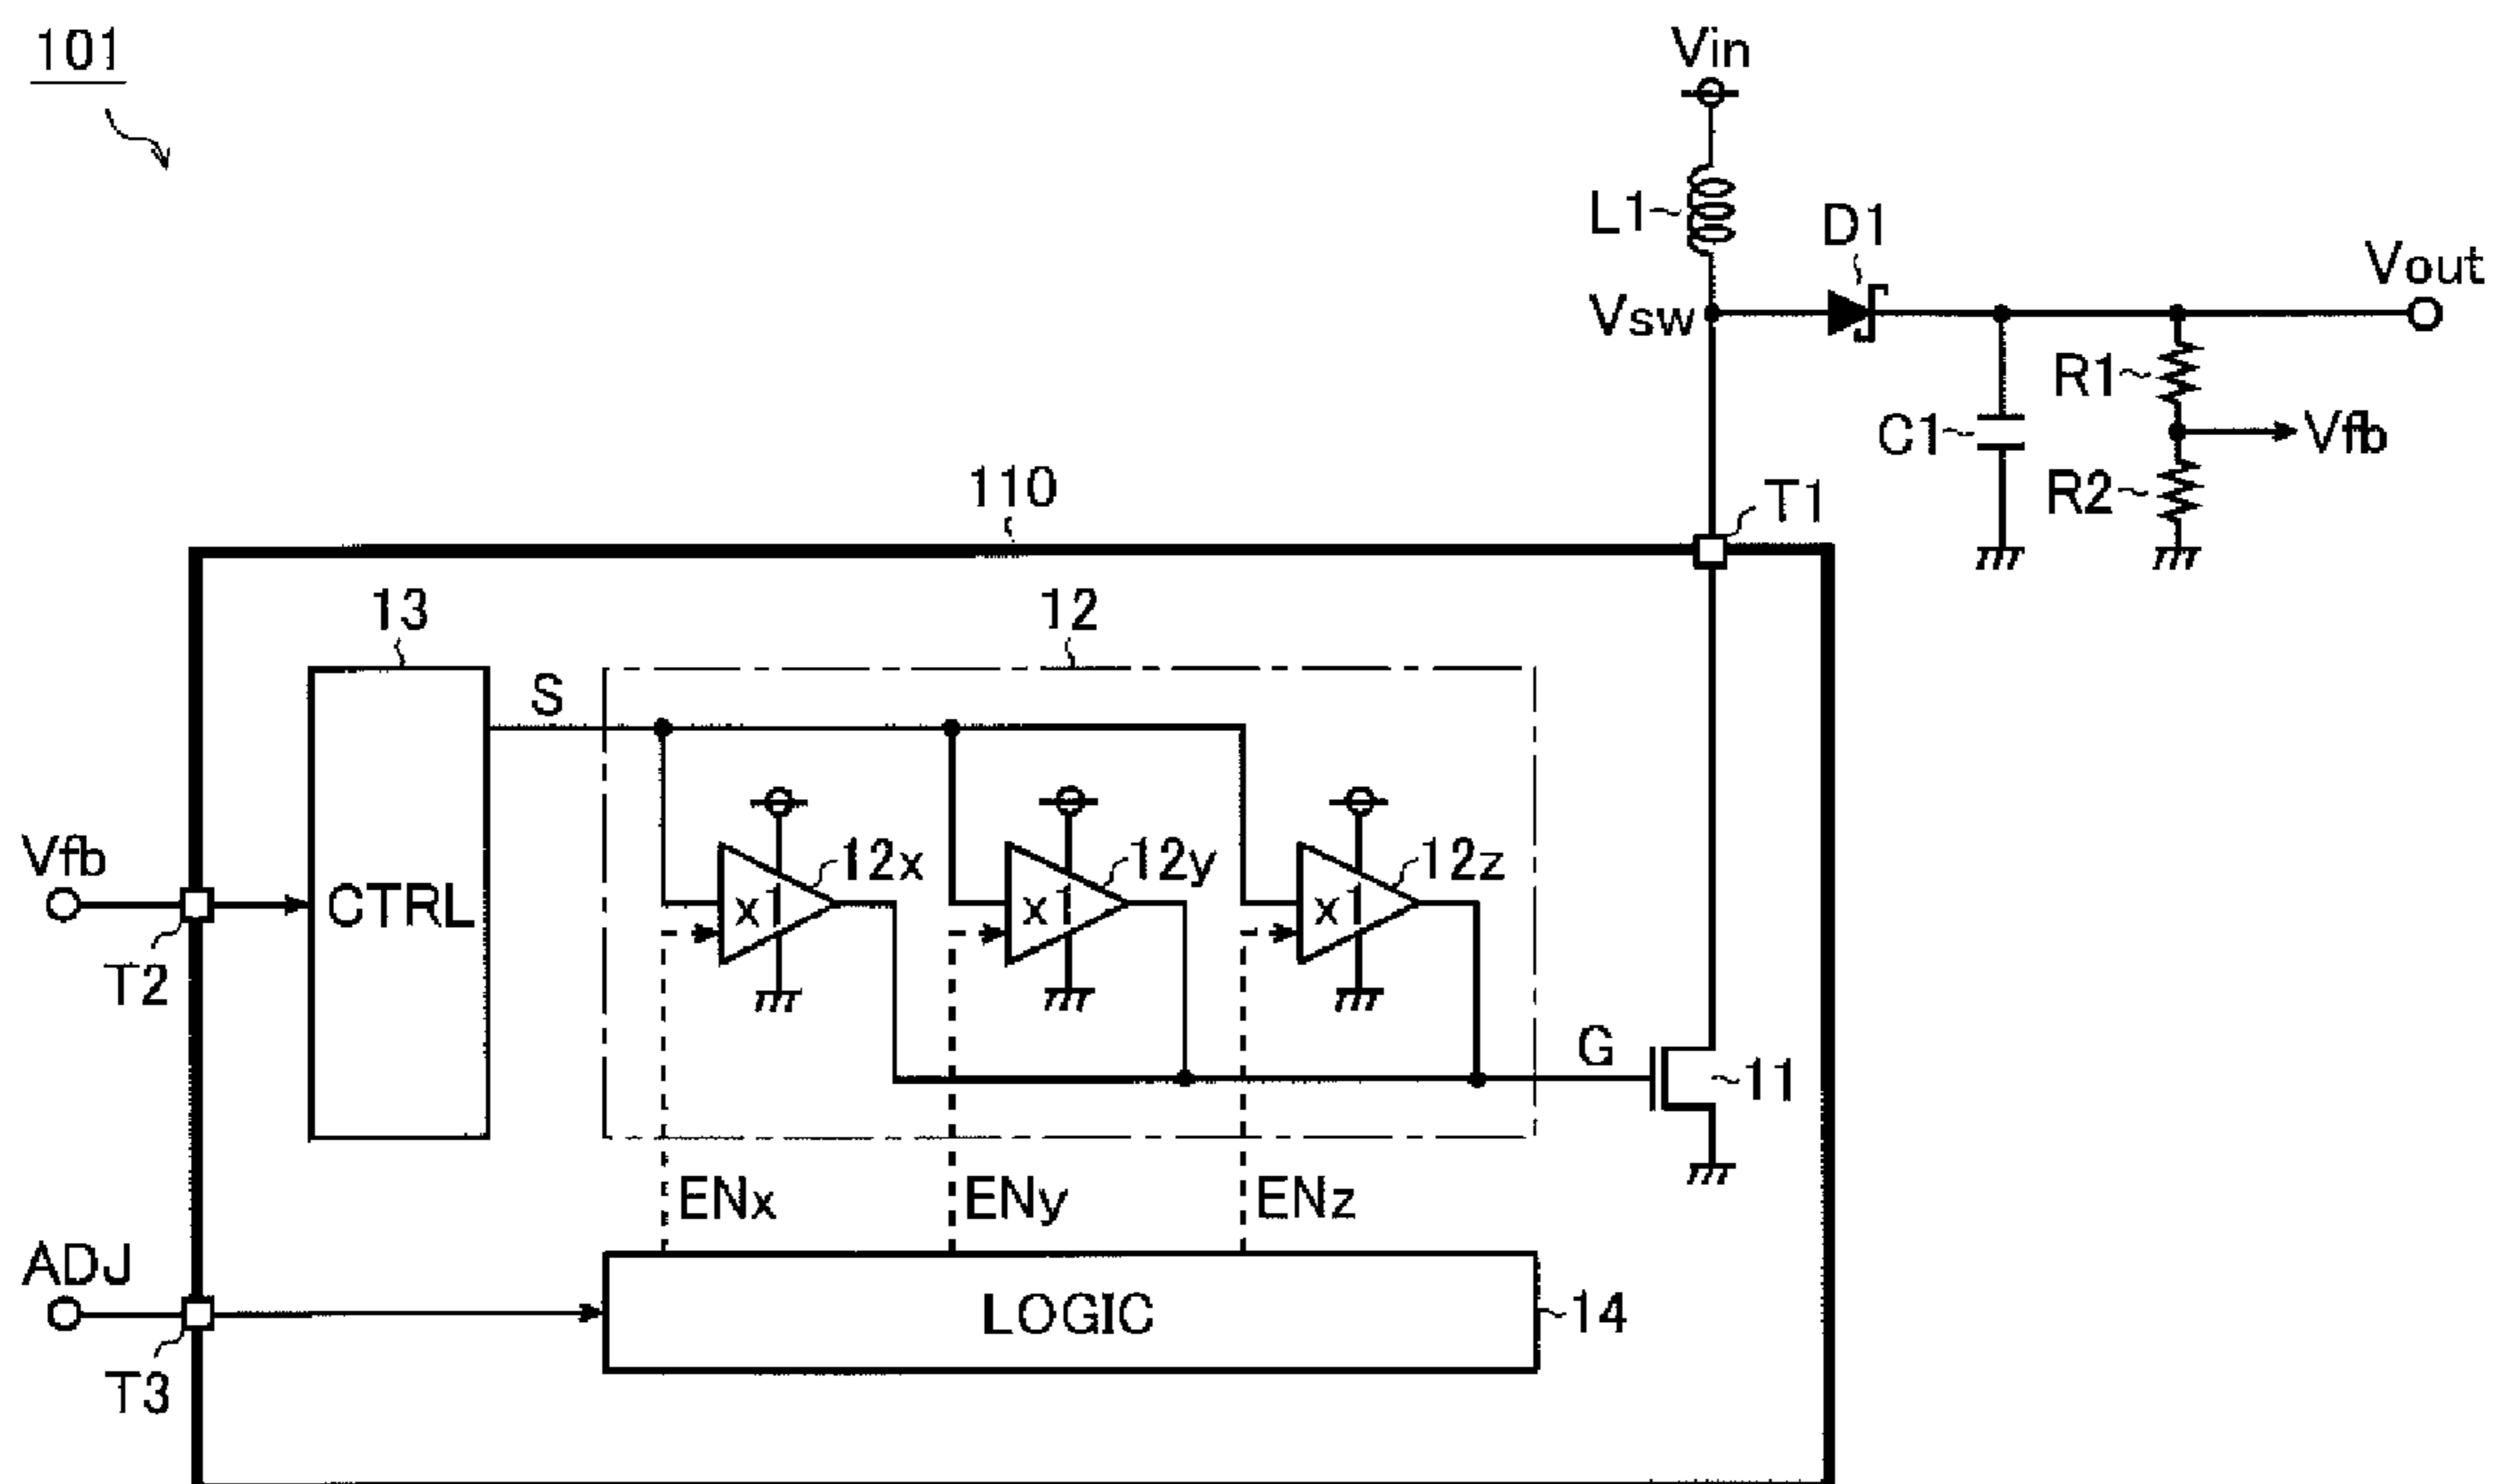 101
Vin
L1
D1
Vout
Vsw
R1
C1
Vfb
R2
110
T1
13
12
S
Vfb
CTRL
x1
12x
x1
12y
x1
12z
T2
G
11
ENx
ENy
ENz
ADJ
LOGIC
14
T3